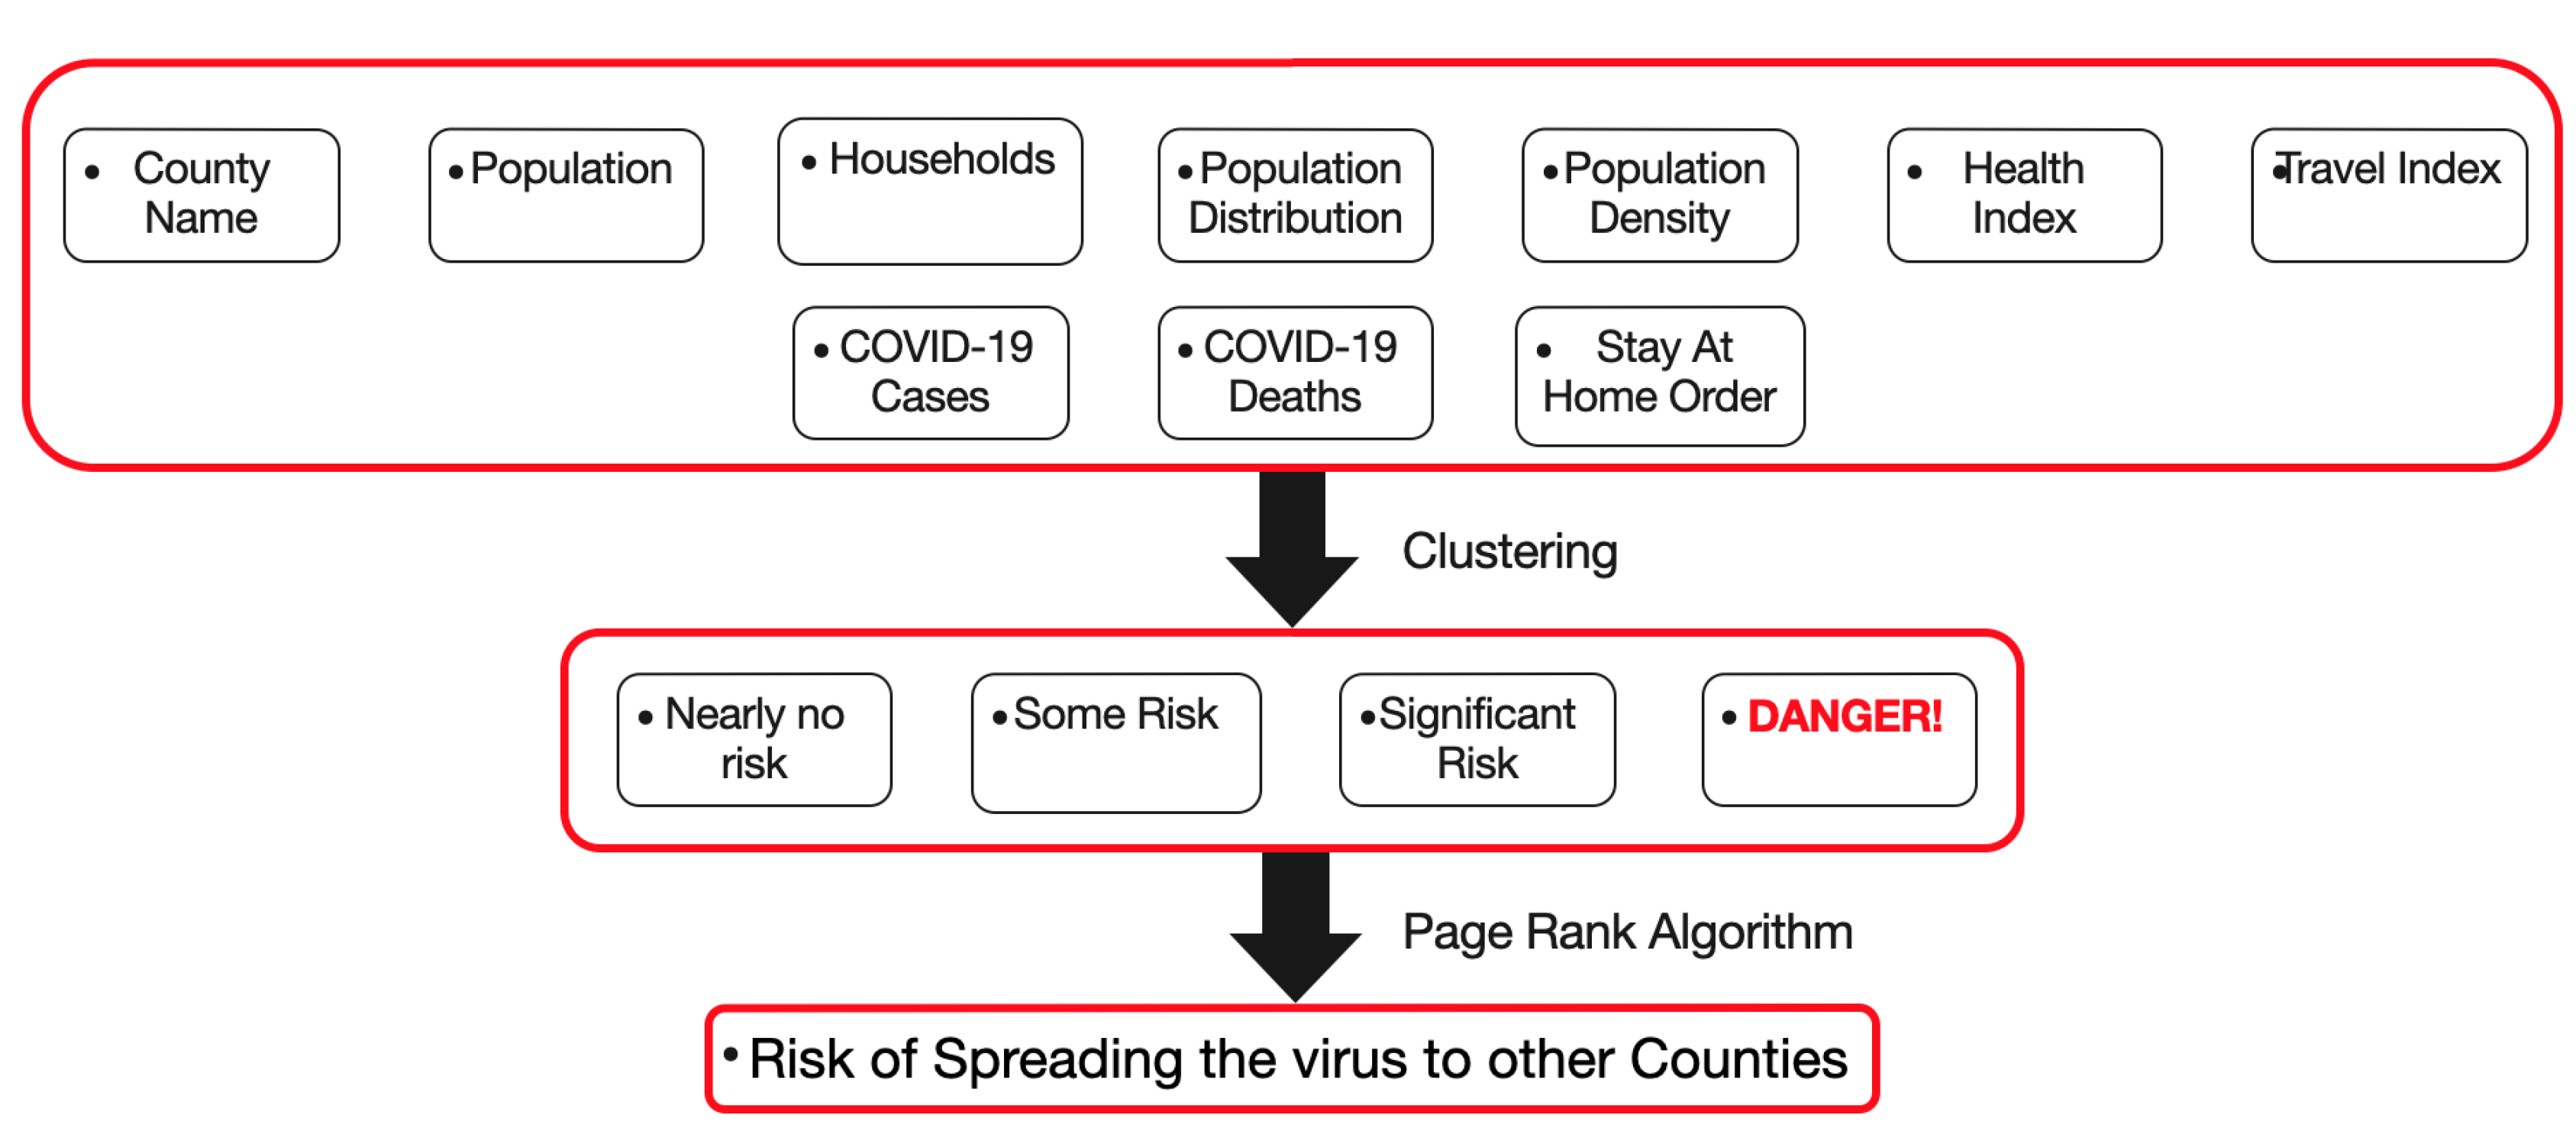 • County
Name
• Population
• Households
• Population
Distribution
• Population
Density
• Health
Index
• Travel Index
• COVID-19
Cases
• COVID-19
Deaths
• Stay At
Home Order
Clustering
• Nearly no
risk
• Some Risk
• Significant
Risk
• DANGER!
Page Rank Algorithm
• Risk of Spreading the virus to other Counties